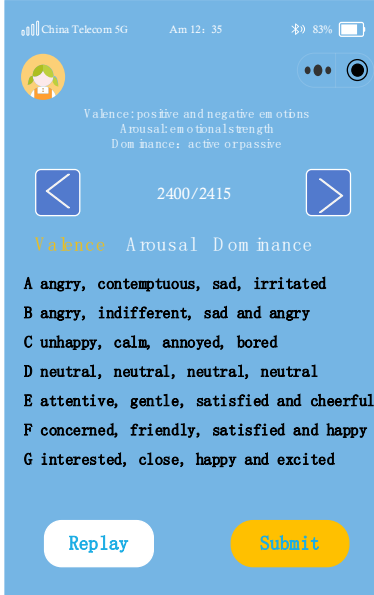 China Telecom 5G Am 12: 35 83%
Valence:positive and negative emotions
Arousal:emotional strength
Dominance: active or passive
2400/2415
Valence Arousal Dominance
A angry, contemptuous, sad, irritated
B angry, indifferent, sad and angry
C unhappy, calm, annoyed, bored
D neutral, neutral, neutral, neutral
E attentive, gentle, satisfied and cheerful
F concerned, friendly, satisfied and happy
G interested, close, happy and excited
Replay Submit